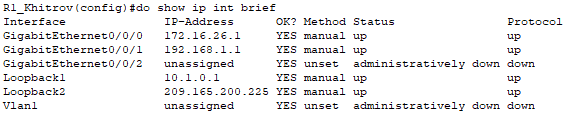 R1_Khitrov(config)#do show ip int brief
Interface              IP-Address      OK? Method Status                Protocol
GigabitEthernet0/0/0   172.16.26.1     YES manual up                    up
GigabitEthernet0/0/1   192.168.1.1     YES manual up                    up
GigabitEthernet0/0/2   unassigned      YES unset  administratively down down
Loopback1              10.1.0.1        YES manual up                    up
Loopback2              209.165.200.225 YES manual up                    up
Vlan1                  unassigned      YES unset  administratively down down